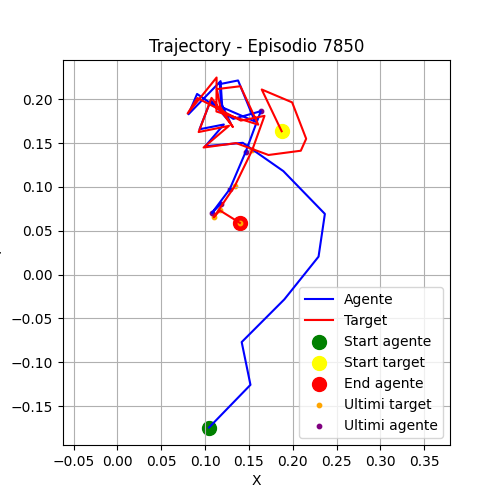 Trajectory - Episodio 7850
0.20
0.15
0.10
0.05
0.00
−0.05
−0.10
−0.15
−0.05
0.00
0.05
0.10
0.15
0.20
0.25
0.30
0.35
X
Agente
Target
Start agente
Start target
End agente
Ultimi target
Ultimi agente